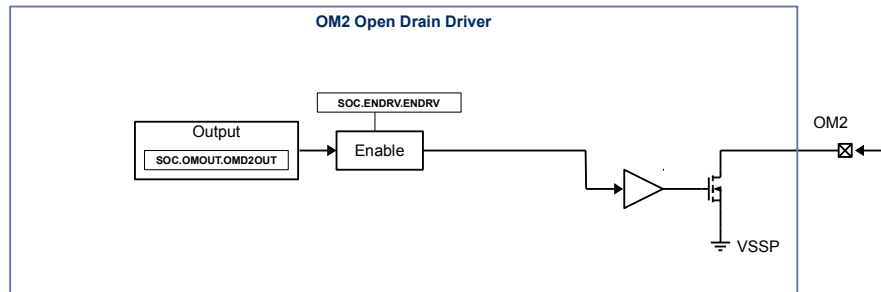 OM2 Open Drain Driver
SOC.ENDRV.ENDRV
Output
SOC.OMOUT.OMD2OUT
Enable
OM2
VSSP